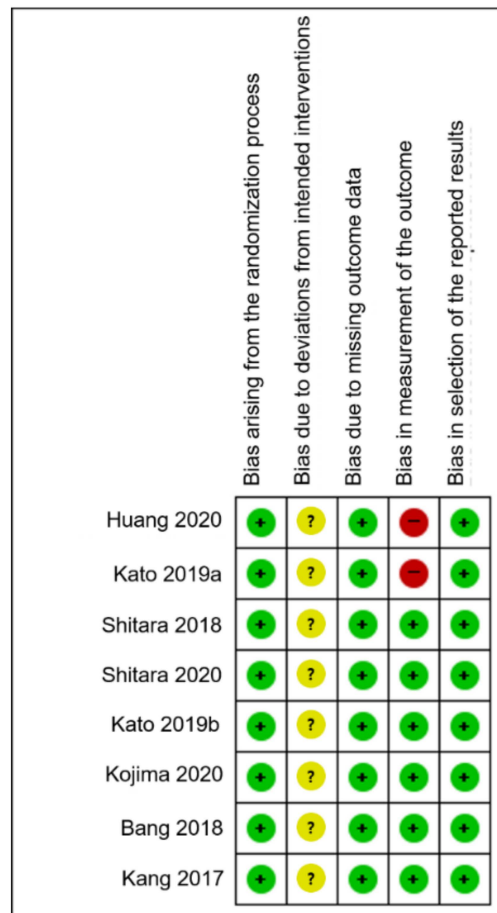 Bias arising from the randomization process
Bias due to deviations from intended interventions
Bias due to missing outcome data
Bias in measurement of the outcome
Bias in selection of the reported results
Huang 2020 + ? + − +
Kato 2019a + ? + − +
Shitara 2018 + ? + + +
Shitara 2020 + ? + + +
Kato 2019b + ? + + +
Kojima 2020 + ? + + +
Bang 2018 + ? + + +
Kang 2017 + ? + + +